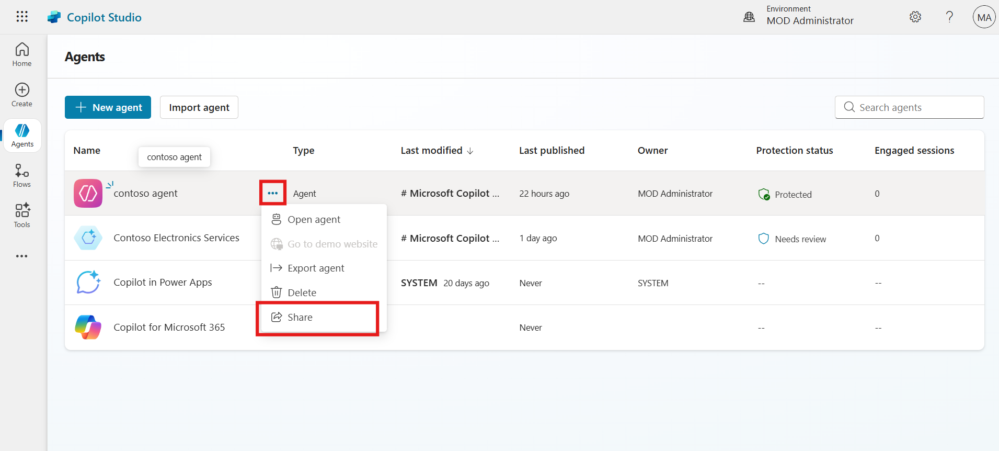 Copilot Studio
Environment
MOD Administrator
?
MA
Home
Create
Agents
Flows
Tools
Agents
New agent
Import agent
Search agents
Name
Type
Last modified ↓
Last published
Owner
Protection status
Engaged sessions
contoso agent
contoso agent
Agent
# Microsoft Copilot ...
22 hours ago
MOD Administrator
Protected
0
Open agent
Go to demo website
Export agent
Delete
Share
Contoso Electronics Services
# Microsoft Copilot ...
1 day ago
MOD Administrator
Needs review
0
Copilot in Power Apps
SYSTEM 20 days ago
Never
SYSTEM
--
--
Copilot for Microsoft 365
Never
--
--